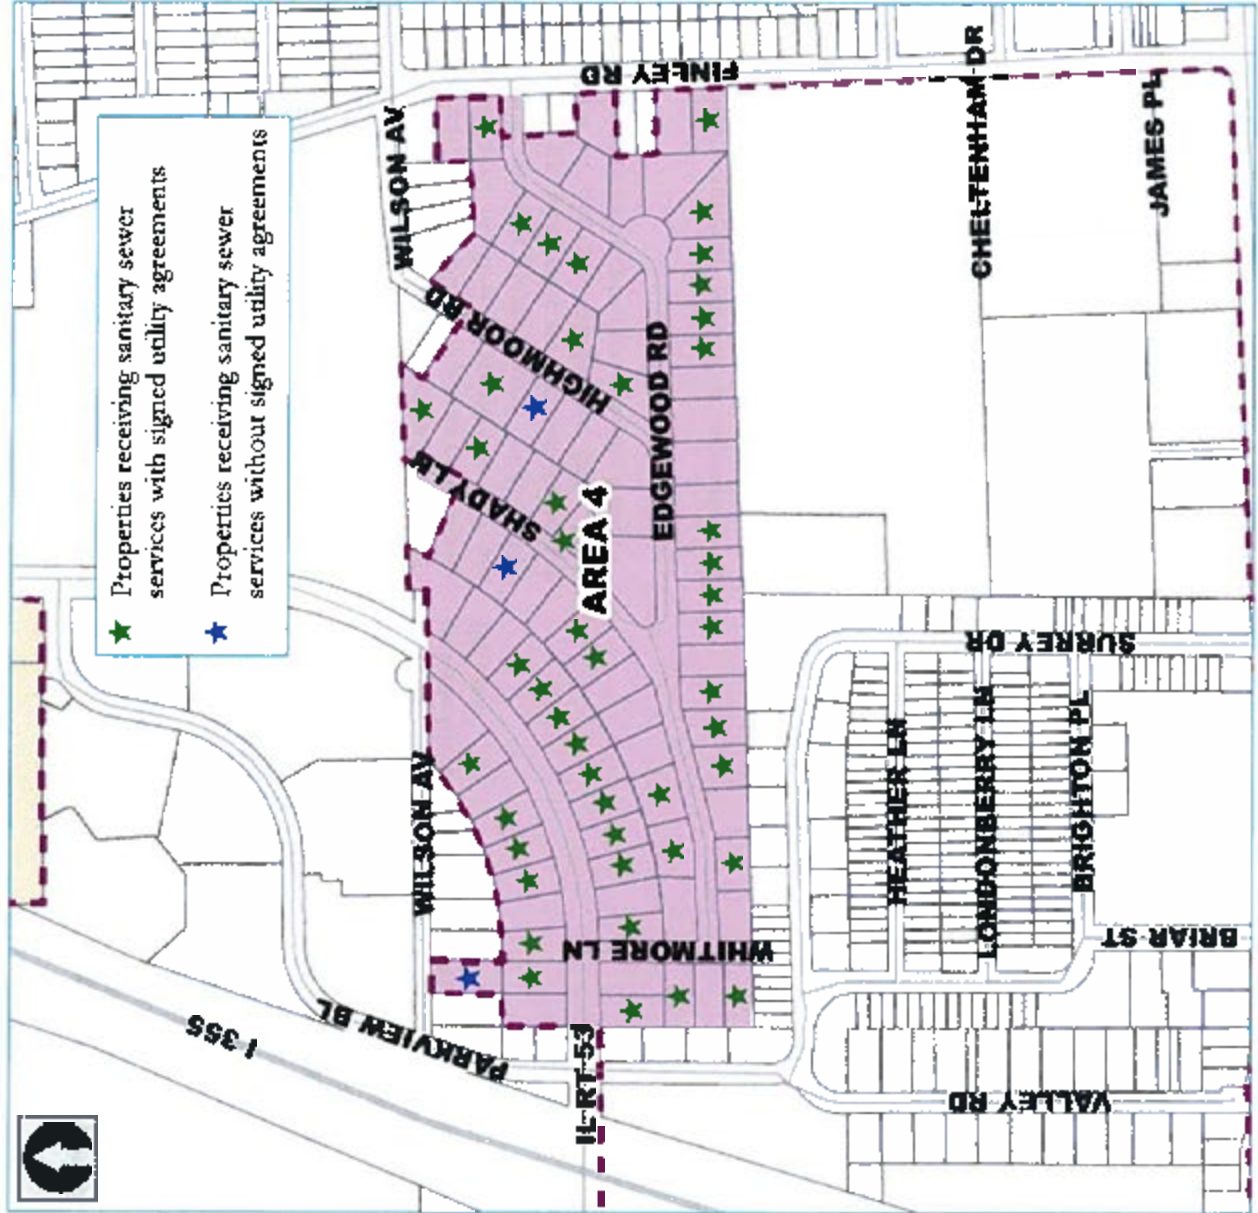 Properties receiving sanitary sewer
services with signed utility agreements
Properties receiving sanitary sewer
services without signed utility agreements
FINLEY RD
WILSON AV
CHELTENHAM DR
JAMES PL
HIGHMOOR RD
SHADY LN
EDGEWOOD RD
AREA 4
SURREY DR
WILSON AV
HEATHER LN
LONDONBERRY LN
BRIGHTON PL
WHITMORE LN
BRIAR ST
I 355
PARKVIEW BL
IL RT 53
VALLEY RD